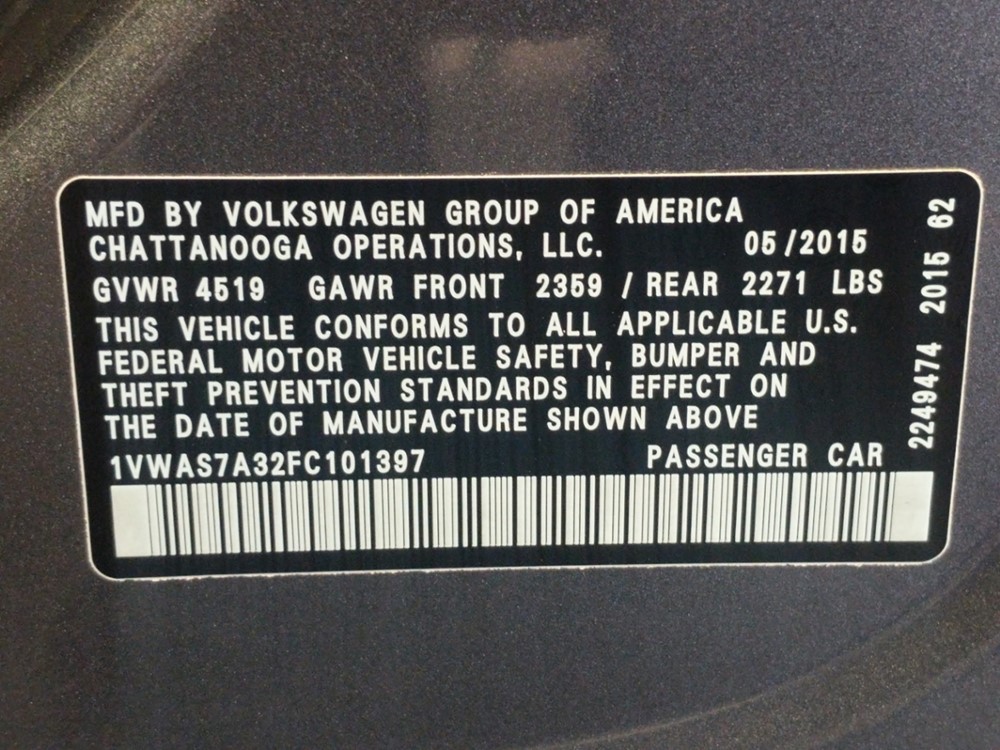 MFD BY VOLKSWAGEN GROUP OF AMERICA
CHATTANOOGA OPERATIONS, LLC. 05/2015
GVWR 4519 GAWR FRONT 2359 / REAR 2271 LBS
THIS VEHICLE CONFORMS TO ALL APPLICABLE U.S.
FEDERAL MOTOR VEHICLE SAFETY, BUMPER AND
THEFT PREVENTION STANDARDS IN EFFECT ON
THE DATE OF MANUFACTURE SHOWN ABOVE
1VWAS7A32FC101397 PASSENGER CAR
2249474 2015 62